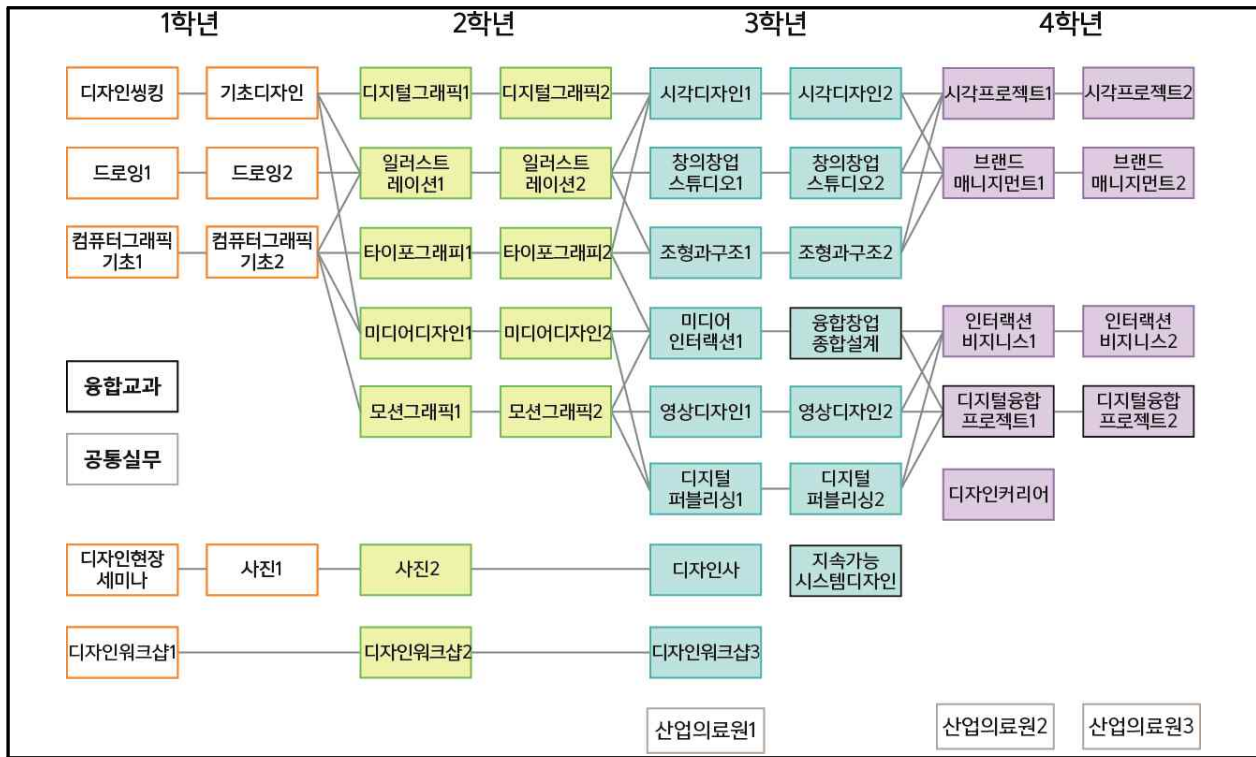 1학년 2학년 3학년 4학년
디자인씽킹 기초디자인 디지털그래픽1 디지털그래픽2 시각디자인1 시각디자인2 시각프로젝트1 시각프로젝트2
드로잉1 드로잉2
일러스트
레이션1
일러스트
레이션2
창의창업
스튜디오1
창의창업
스튜디오2
브랜드
매니지먼트1
브랜드
매니지먼트2
컴퓨터그래픽
기초1
컴퓨터그래픽
기초2
타이포그래피1 타이포그래피2 조형과구조1 조형과구조2
미디어디자인1 미디어디자인2
미디어
인터랙션1
융합창업
종합설계
인터랙션
비지니스1
인터랙션
비지니스2
융합교과
모션그래픽1 모션그래픽2 영상디자인1 영상디자인2
디지털융합
프로젝트1
디지털융합
프로젝트2
공통실무
디지털
퍼블리싱1
디지털
퍼블리싱2
디자인커리어
디자인현장
세미나
사진1 사진2 디자인사
지속가능
시스템디자인
디자인워크샵1 디자인워크샵2 디자인워크샵3
산업의료원1 산업의료원2 산업의료원3